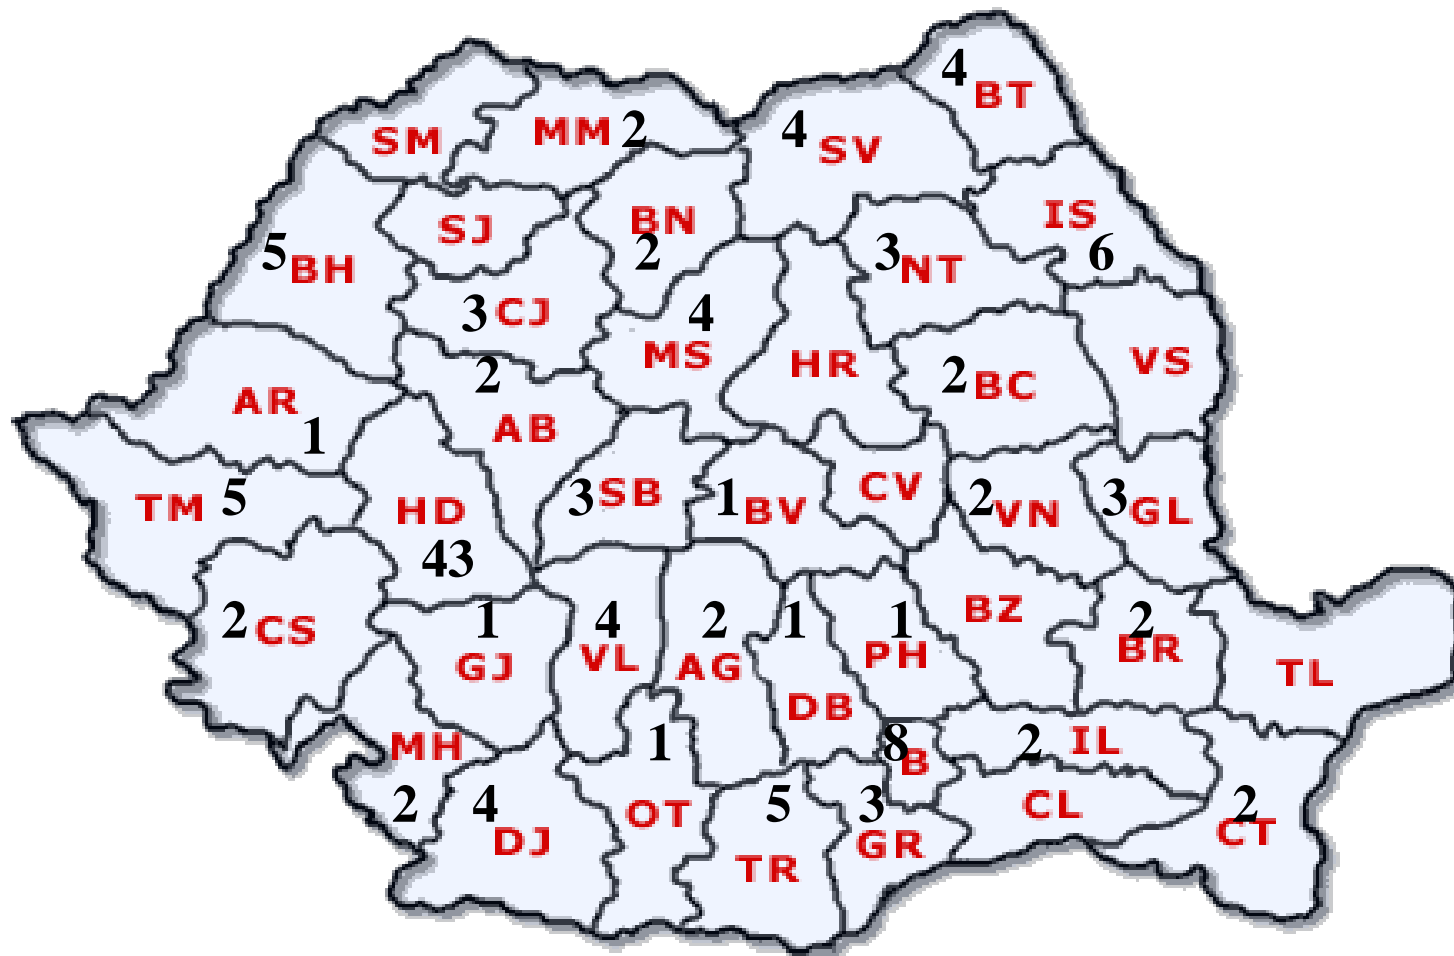 4 BT
SM MM 2
4 SV
SJ BN 2
IS 6
5 BH
3 NT
3 CJ
4 MS
HR
2 BC
VS
AR 1
2 AB
TM 5
HD 43
3 SB
1 BV
CV
2 VN
3 GL
2 CS
1 GJ
4 VL
2 AG
1 DB
1 PH
BZ
2 BR
TL
MH 2
4 DJ
1 OT
5 TR
3 GR
8 B
2 IL
CL
2 CT